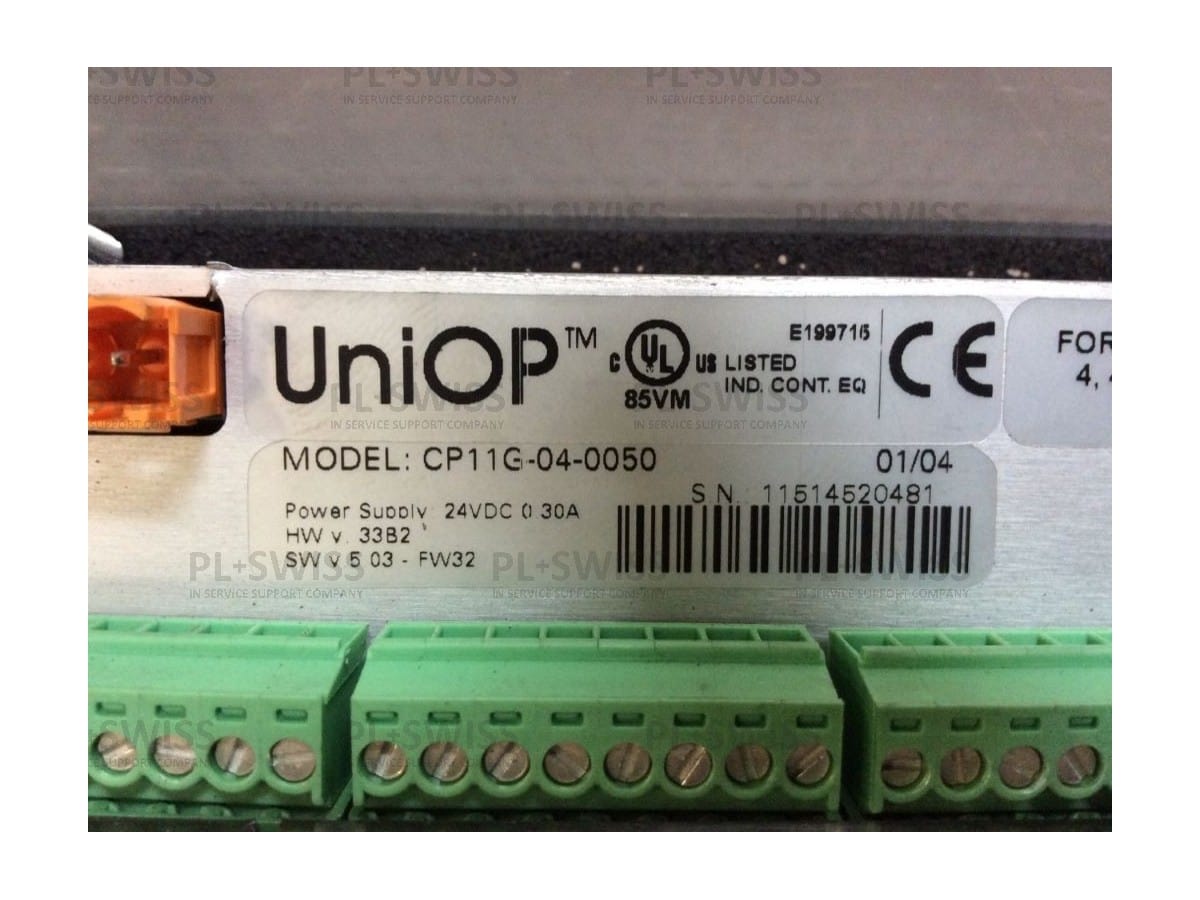 UniOP™
C UL US LISTED
IND. CONT. EQ
85VM
E199716
CE
FOR
4,
MODEL: CP11G-04-0050
01/04
S.N.: 11514520481
Power Supply: 24VDC 0.30A
HW v. 33B2
SW v.5.03 - FW32
PL+SWISS
IN SERVICE SUPPORT COMPANY